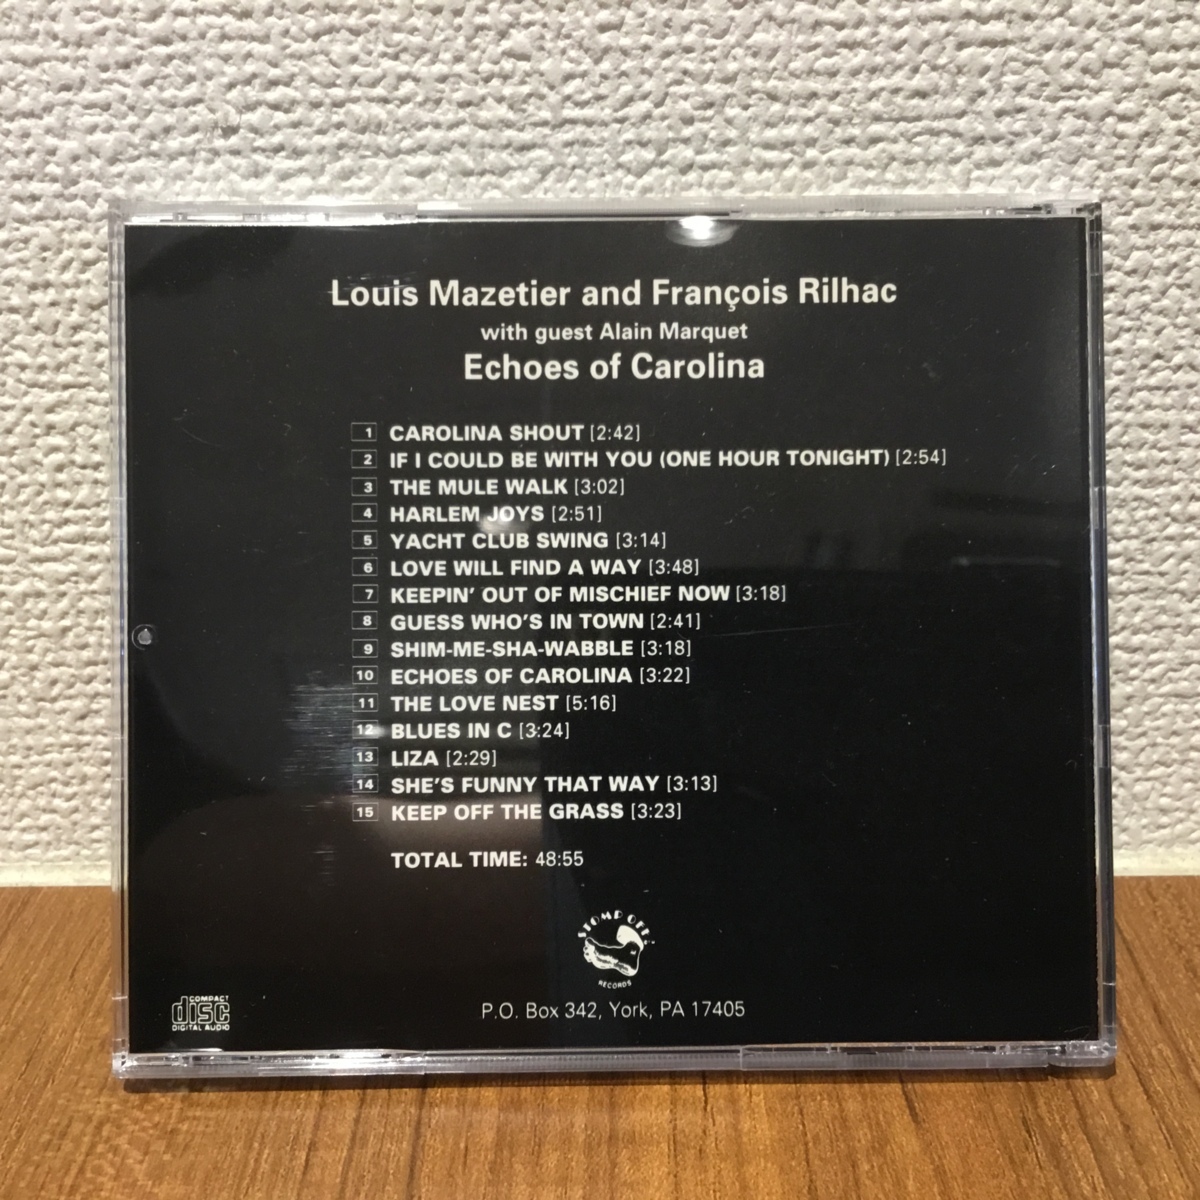 Louis Mazetier and François Rilhac
with guest Alain Marquet
Echoes of Carolina
1 CAROLINA SHOUT [2:42]
2 IF I COULD BE WITH YOU (ONE HOUR TONIGHT) [2:54]
3 THE MULE WALK [3:02]
4 HARLEM JOYS [2:51]
5 YACHT CLUB SWING [3:14]
6 LOVE WILL FIND A WAY [3:48]
7 KEEPIN' OUT OF MISCHIEF NOW [3:18]
8 GUESS WHO'S IN TOWN [2:41]
9 SHIM-ME-SHA-WABBLE [3:18]
10 ECHOES OF CAROLINA [3:22]
11 THE LOVE NEST [5:16]
12 BLUES IN C [3:24]
13 LIZA [2:29]
14 SHE'S FUNNY THAT WAY [3:13]
15 KEEP OFF THE GRASS [3:23]
TOTAL TIME: 48:55
STOMP OFF
RECORDS
P.O. Box 342, York, PA 17405
COMPACT
disc
DIGITAL AUDIO